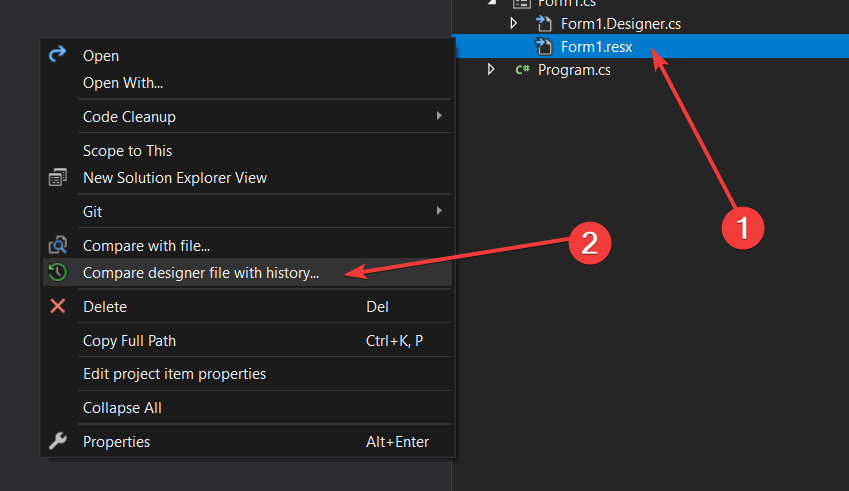 Form1.cs
Form1.Designer.cs
Form1.resx
C# Program.cs
1
Open
Open With...
Code Cleanup
Scope to This
New Solution Explorer View
Git
Compare with file...
2
Compare designer file with history...
Delete Del
Copy Full Path Ctrl+K, P
Edit project item properties
Collapse All
Properties Alt+Enter